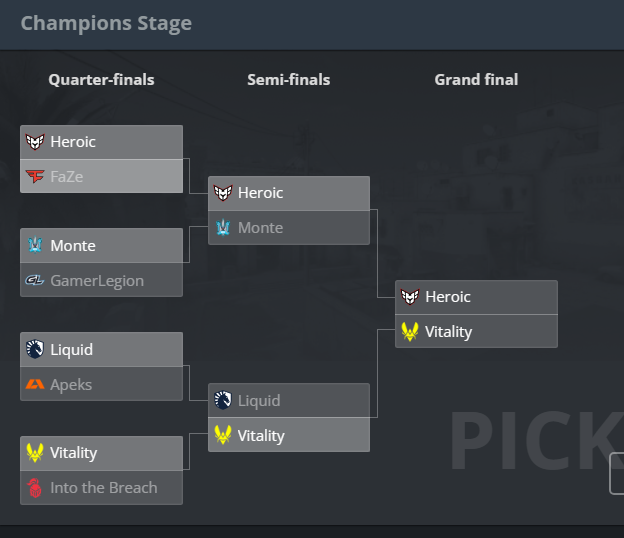 Champions Stage
Quarter-finals
Semi-finals
Grand final
Heroic
FaZe
Monte
GamerLegion
Liquid
Apeks
Vitality
Into the Breach
Heroic
Monte
Liquid
Vitality
Heroic
Vitality
PICK